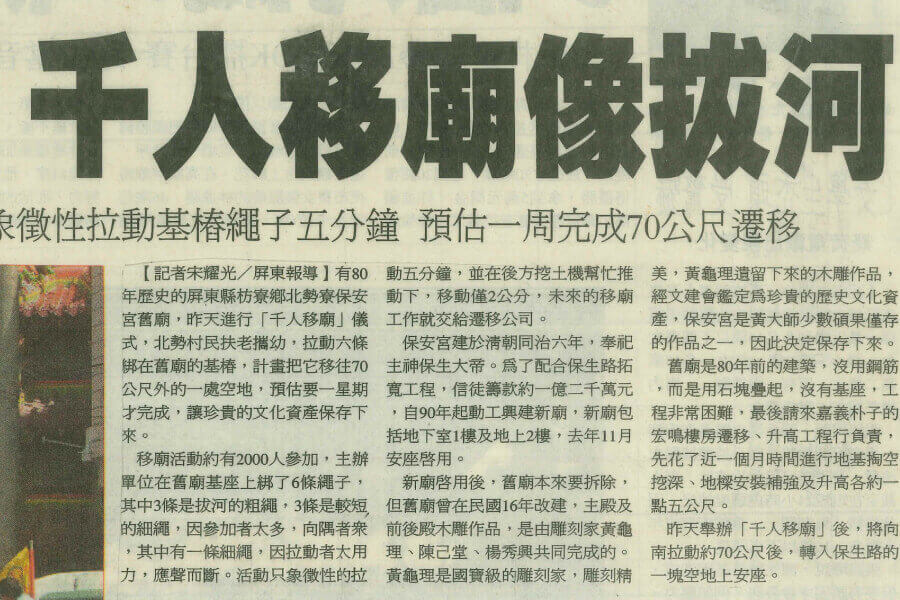 千人移廟像拔河
象徵性拉動基樁繩子五分鐘 預估一周完成70公尺遷移
【記者宋耀光／屏東報導】有80
年歷史的屏東縣枋寮鄉北勢寮保安
宮舊廟，昨天進行「千人移廟」儀
式，北勢村民扶老攜幼，拉動六條
綁在舊廟的基樁，計畫把它移往70
公尺外的一處空地，預估要一星期
才完成，讓珍貴的文化資產保存下
來。
移廟活動約有2000人參加，主辦
單位在舊廟基座上綁了6條繩子，
其中3條是拔河的粗繩，3條是較短
的細繩，因參加者太多，向隅者衆
，其中有一條細繩，因拉動者太用
力，應聲而斷。活動只象徵性的拉
動五分鐘，並在後方挖土機幫忙推
動下，移動僅2公分，未來的移廟
工作就交給遷移公司。
保安宮建於清朝同治六年，奉祀
主神保生大帝。爲了配合保生路拓
寬工程，信徒籌款約一億二千萬元
，自90年起動工興建新廟，新廟包
括地下室1樓及地上2樓，去年11月
安座啓用。
新廟啓用後，舊廟本來要拆除，
但舊廟曾在民國16年改建，主殿及
前後殿木雕作品，是由雕刻家黃龜
理、陳己堂、楊秀興共同完成的。
黃龜理是國寶級的雕刻家，雕刻精
美，黃龜理遺留下來的木雕作品，
經文建會鑑定爲珍貴的歷史文化資
產，保安宮是黃大師少數碩果僅存
的作品之一，因此決定保存下來。
舊廟是80年前的建築，沒用鋼筋
，而是用石塊疊起，沒有基座，工
程非常困難，最後請來嘉義朴子的
宏鳴樓房遷移、升高工程行負責，
先花了近一個月時間進行地基掏空
挖深、地樑安裝補強及升高各約一
點五公尺。
昨天舉辦「千人移廟」後，將向
南拉動約70公尺後，轉入保生路的
一塊空地上安座。